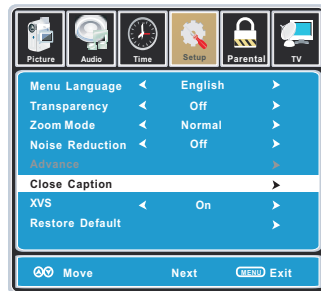 Picture Audio Time Setup Parental TV
Menu Language English
Transparency Off
Zoom Mode Normal
Noise Reduction Off
Advance
Close Caption
XVS On
Restore Default
Move Next MENU Exit